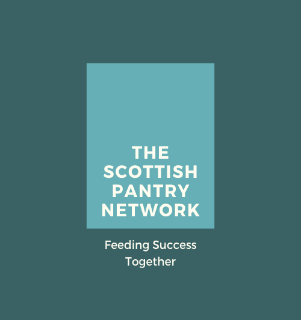 THE
SCOTTISH
PANTRY
NETWORK
Feeding Success
Together